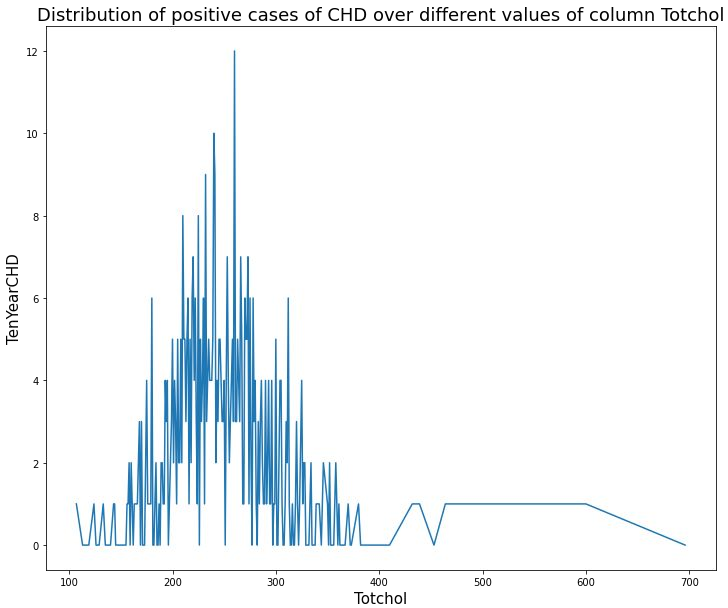 Distribution of positive cases of CHD over different values of column Totchol
TenYearCHD
12
10
8
6
4
2
0
100 200 300 400 500 600 700
Totchol